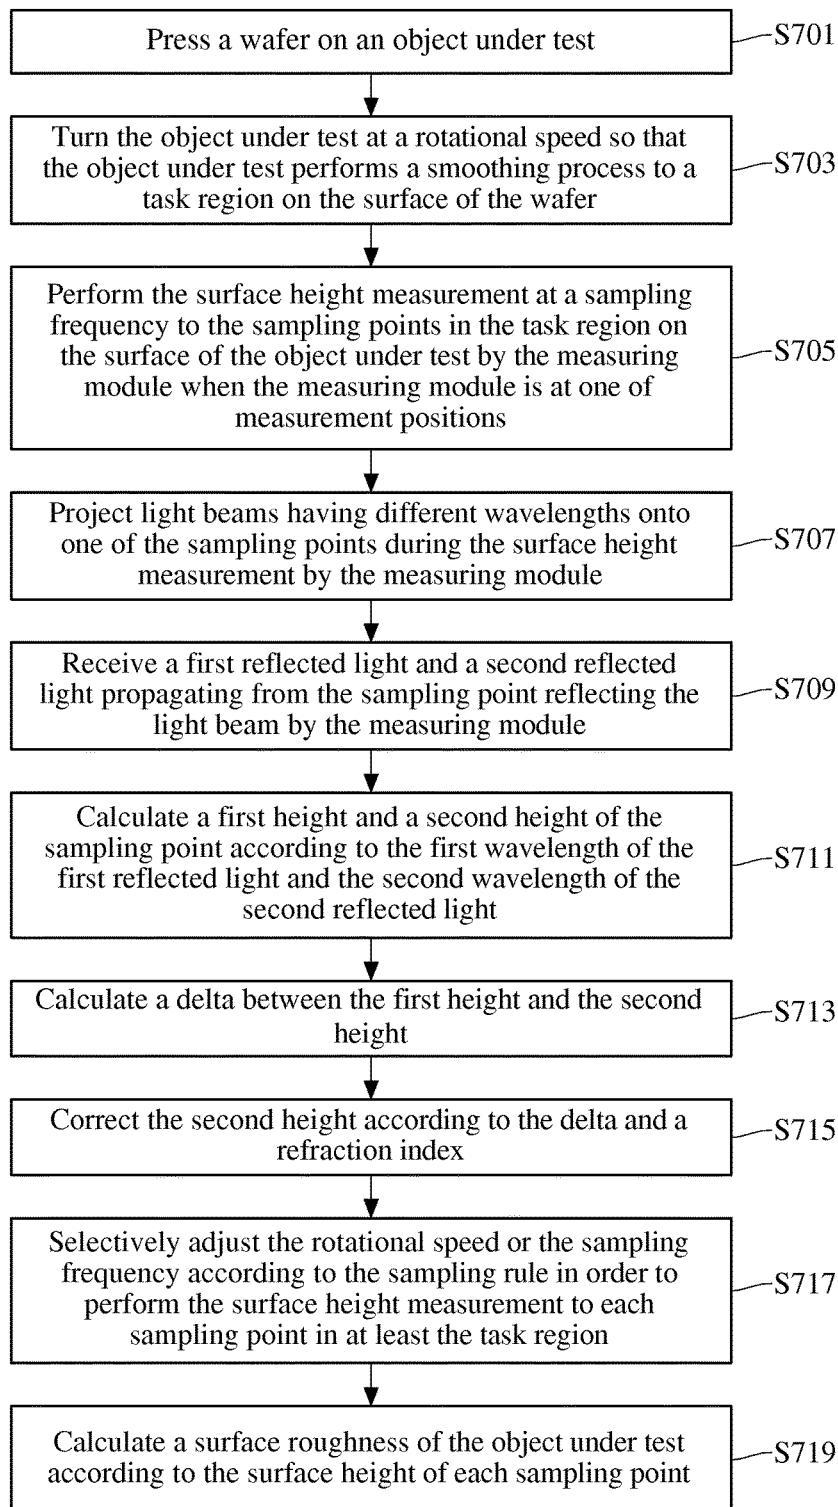 Press a wafer on an object under test
S701
Turn the object under test at a rotational speed so that
the object under test performs a smoothing process to a
task region on the surface of the wafer
S703
Perform the surface height measurement at a sampling
frequency to the sampling points in the task region on
the surface of the object under test by the measuring
module when the measuring module is at one of
measurement positions
S705
Project light beams having different wavelengths onto
one of the sampling points during the surface height
measurement by the measuring module
S707
Receive a first reflected light and a second reflected
light propagating from the sampling point reflecting the
light beam by the measuring module
S709
Calculate a first height and a second height of the
sampling point according to the first wavelength of the
first reflected light and the second wavelength of the
second reflected light
S711
Calculate a delta between the first height and the second
height
S713
Correct the second height according to the delta and a
refraction index
S715
Selectively adjust the rotational speed or the sampling
frequency according to the sampling rule in order to
perform the surface height measurement to each
sampling point in at least the task region
S717
Calculate a surface roughness of the object under test
according to the surface height of each sampling point
S719